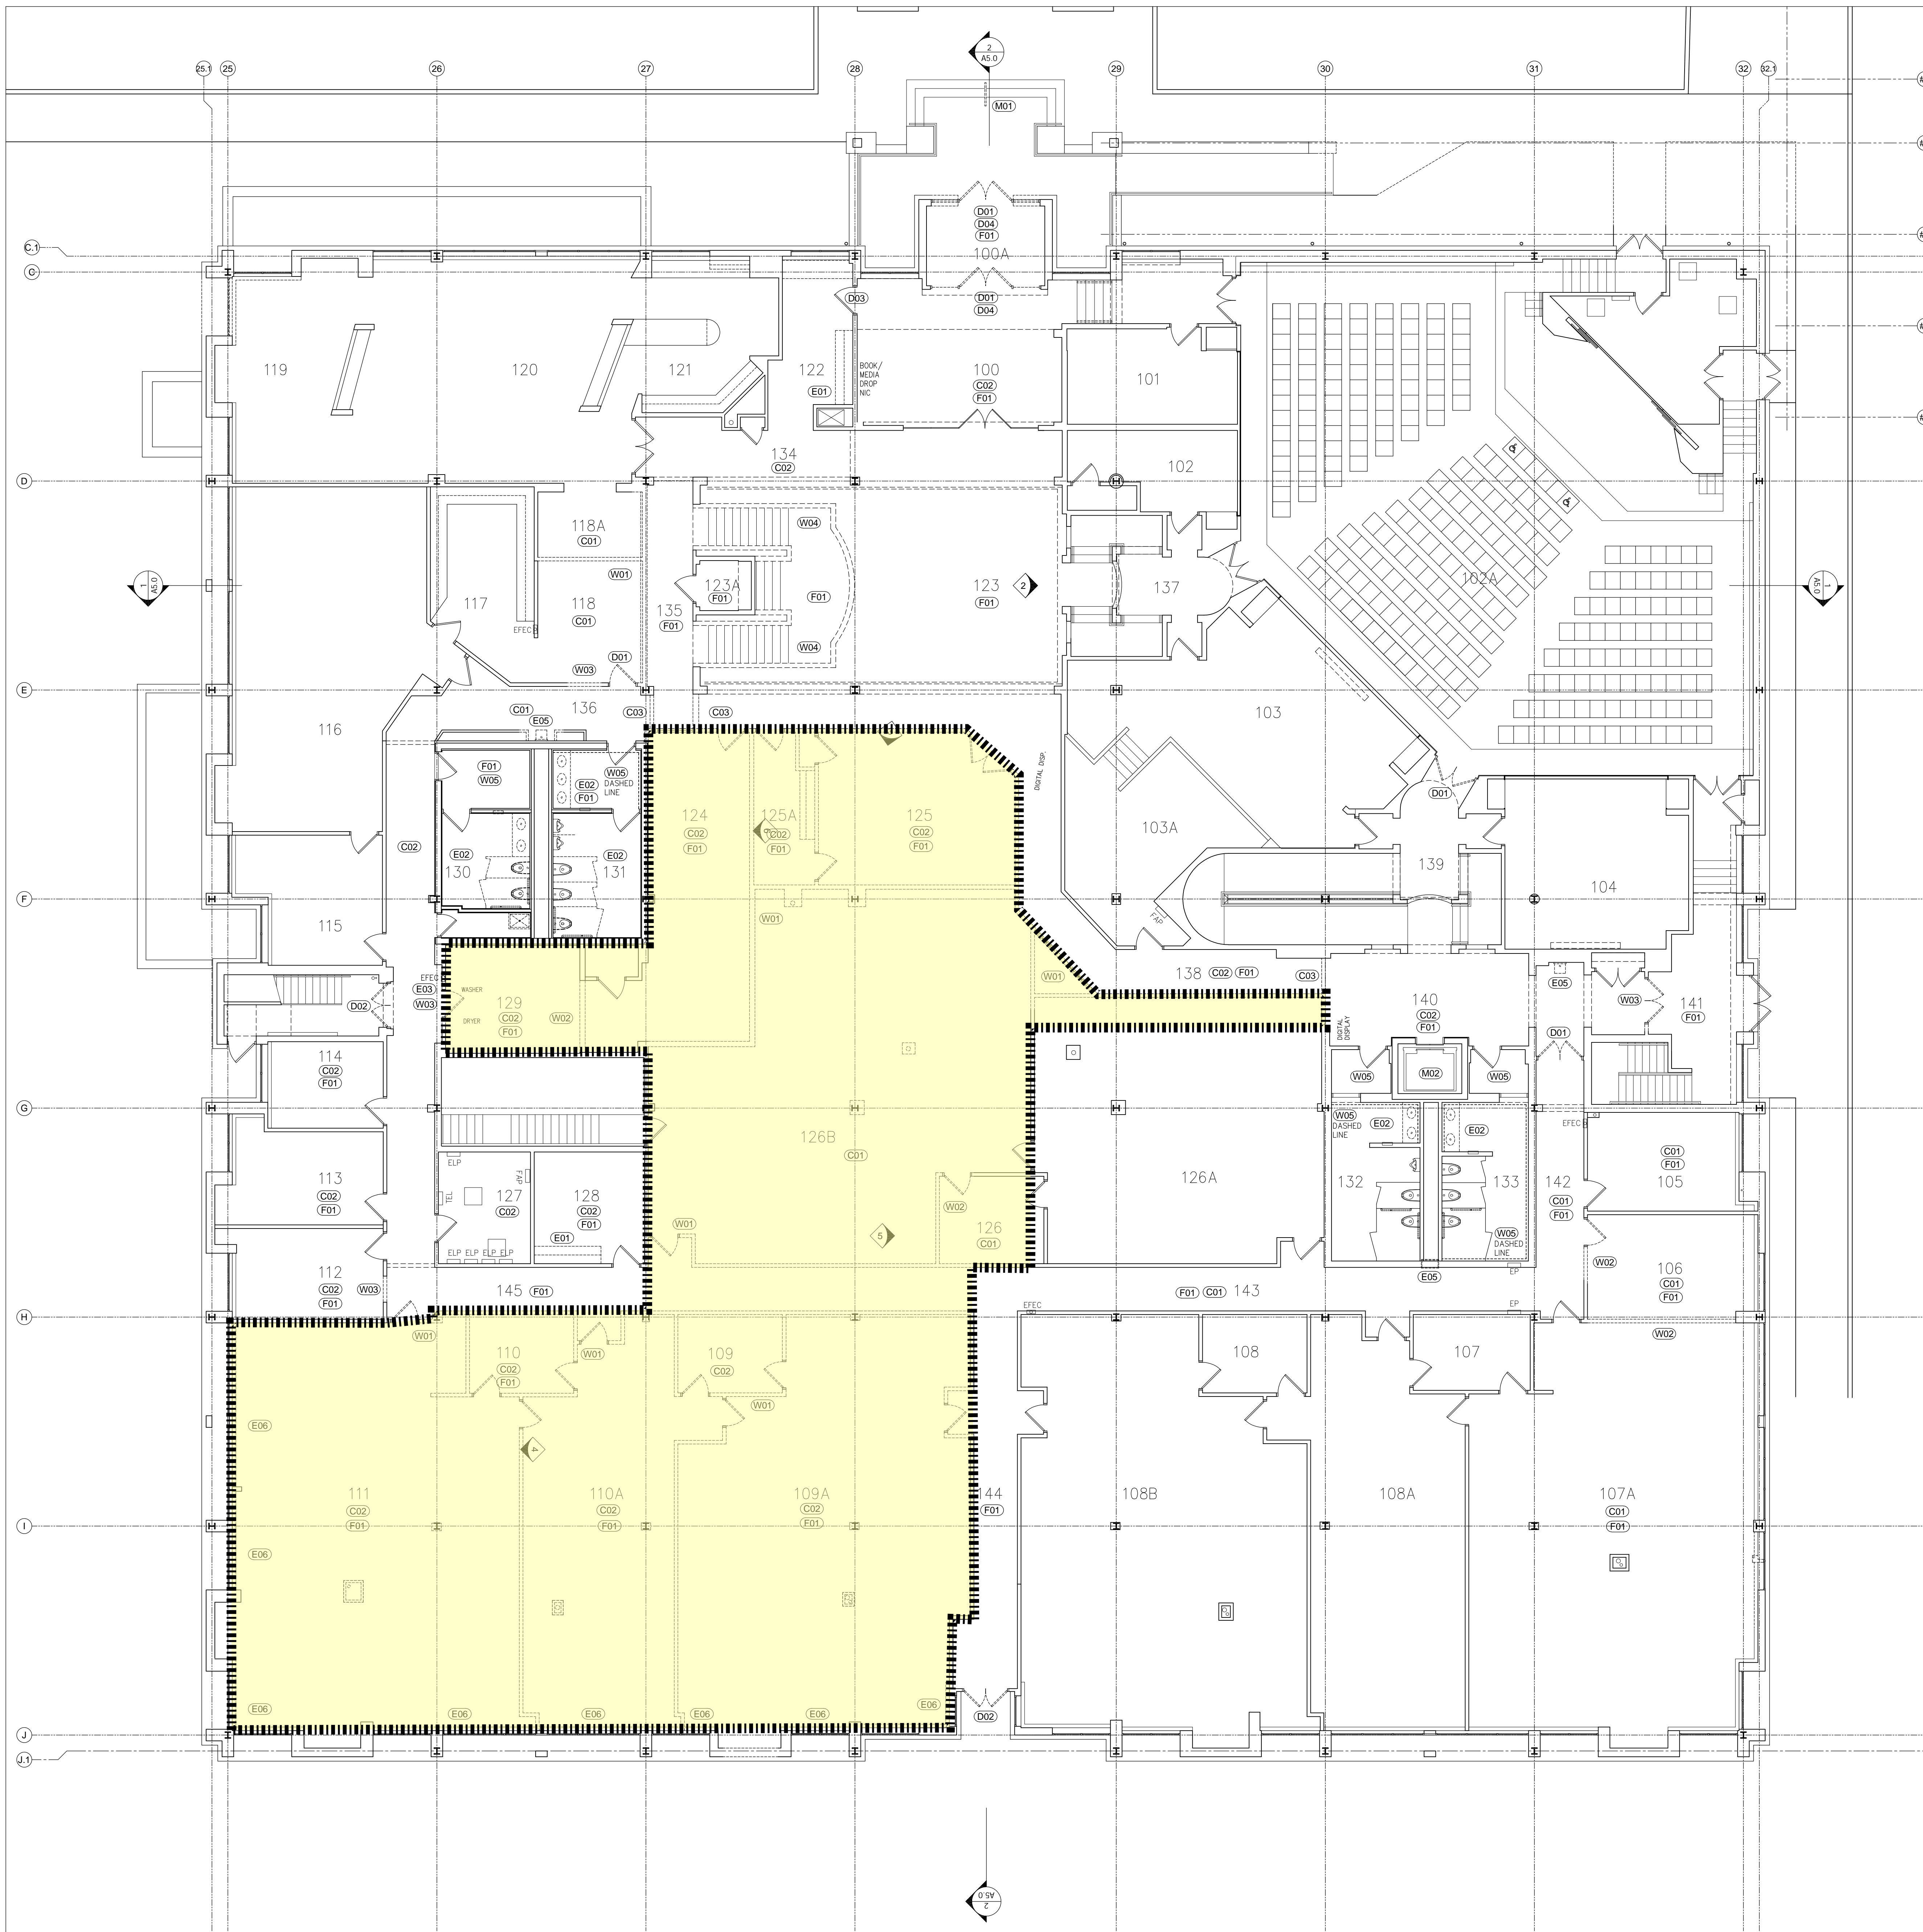 2
A5.0
25.1
25
26
27
28
29
30
31
32
32.1
M01
C.1
C
D01
D04
F01
100A
D03
D01
D04
119
120
121
122
E01
BOOK/
MEDIA
DROP
NIC
100
C02
F01
101
134
C02
102
D
118A
C01
W04
W01
1
A5.0
117
EFEC
118
C01
123A
F01
135
F01
F01
123
F01
2
137
102A
1
A5.0
W04
W03
D01
E
136
C01
E05
C03
C03
103
116
F01
W05
E02
F01
W05
DASHED
LINE
DIGITAL DISP.
D01
124
C02
F01
125A
C02
F01
6
125
C02
F01
103A
C02
E02
130
E02
131
139
104
F
115
W01
FAP
EFEC
E03
W03
D02
WASHER
DRYER
129
C02
F01
W02
W01
138
C02
F01
C03
E05
140
C02
F01
W03
141
F01
DIGITAL
DISPLAY
D01
114
C02
F01
W05
M02
W05
G
W05
DASHED
LINE
E02
E02
EFEC
126B
C01
C01
F01
105
113
C02
F01
ELP
FAP
TEL
127
C02
128
C02
F01
E01
W02
126
C01
126A
132
133
142
C01
F01
W01
5
W05
DASHED
LINE
W02
ELP
ELP
ELP
ELP
112
C02
F01
W03
145
F01
F01
C01
143
E05
EP
106
C01
F01
EFEC
EP
H
W01
110
C02
F01
W01
109
C02
W01
108
107
W02
E06
4
111
C02
F01
110A
C02
F01
109A
C02
F01
144
F01
108B
108A
107A
C01
F01
I
E06
E06
E06
E06
E06
E06
E06
D02
J
J.1
2
A5.0